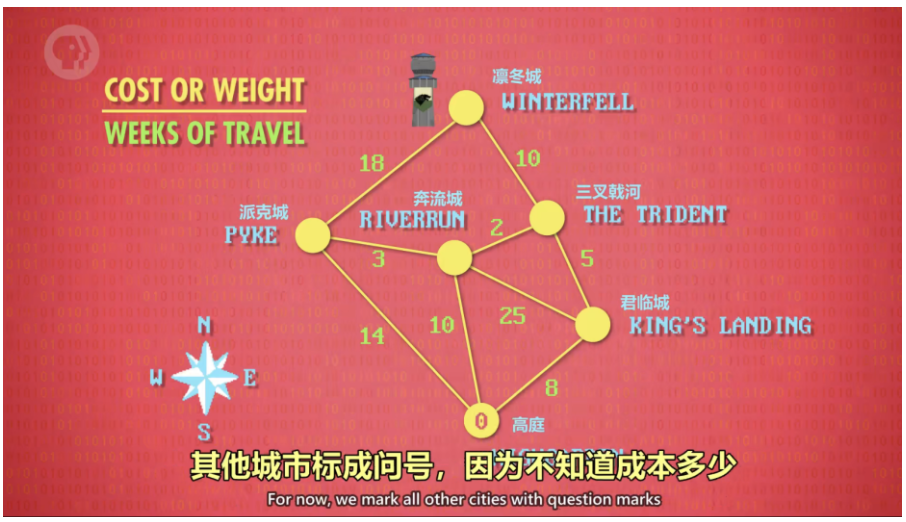 COST OR WEIGHT
WEEKS OF TRAVEL
凛冬城
WINTERFELL
18
10
三叉戟河
THE TRIDENT
奔流城
RIVERRUN
派克城
PYKE
2
3
5
君临城
KING'S LANDING
25
10
14
N
W
E
S
8
0
高庭
其他城市标成问号，因为不知道成本多少
For now, we mark all other cities with question marks